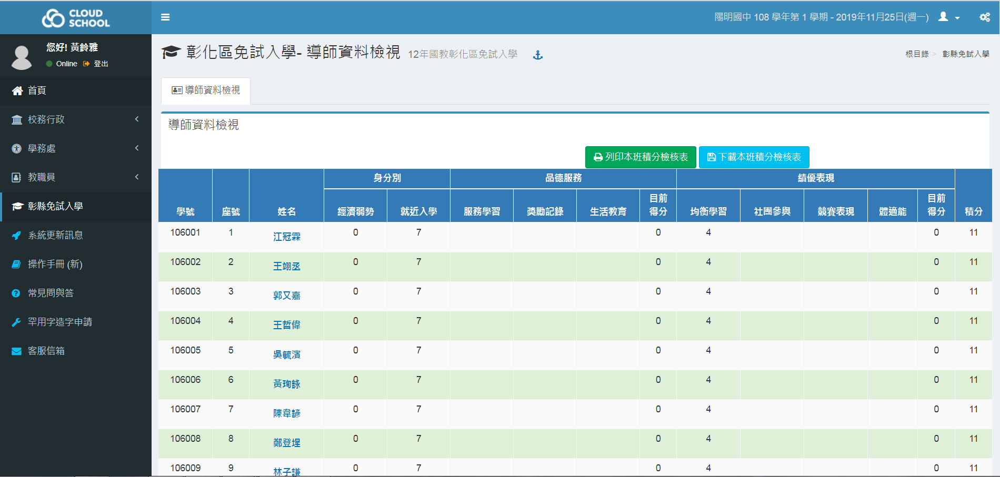 CLOUD
SCHOOL
陽明國中 108 學年第 1 學期 - 2019年11月25日(週一)
您好! 黃鈴雅
Online 登出
首頁
校務行政
學務處
教職員
彰縣免試入學
系統更新訊息
操作手冊 (新)
常見問與答
罕用字造字申請
客服信箱
彰化區免試入學- 導師資料檢視 12年國教彰化區免試入學
根目錄 > 彰縣免試入學
導師資料檢視
導師資料檢視
列印本班積分檢核表 下載本班積分檢核表
身分別 品德服務 績優表現
學號 座號 姓名 經濟弱勢 就近入學 服務學習 獎勵記錄 生活教育 目前得分 均衡學習 社團參與 競賽表現 體適能 目前得分 積分
106001 1 江冠霖 0 7 0 4 0 11
106002 2 王翊丞 0 7 0 4 0 11
106003 3 郭又嘉 0 7 0 4 0 11
106004 4 王哲偉 0 7 0 4 0 11
106005 5 吳毓濱 0 7 0 4 0 11
106006 6 黃珣詠 0 7 0 4 0 11
106007 7 陳韋諺 0 7 0 4 0 11
106008 8 鄭登埕 0 7 0 4 0 11
106009 9 林子謙 0 7 0 4 0 11